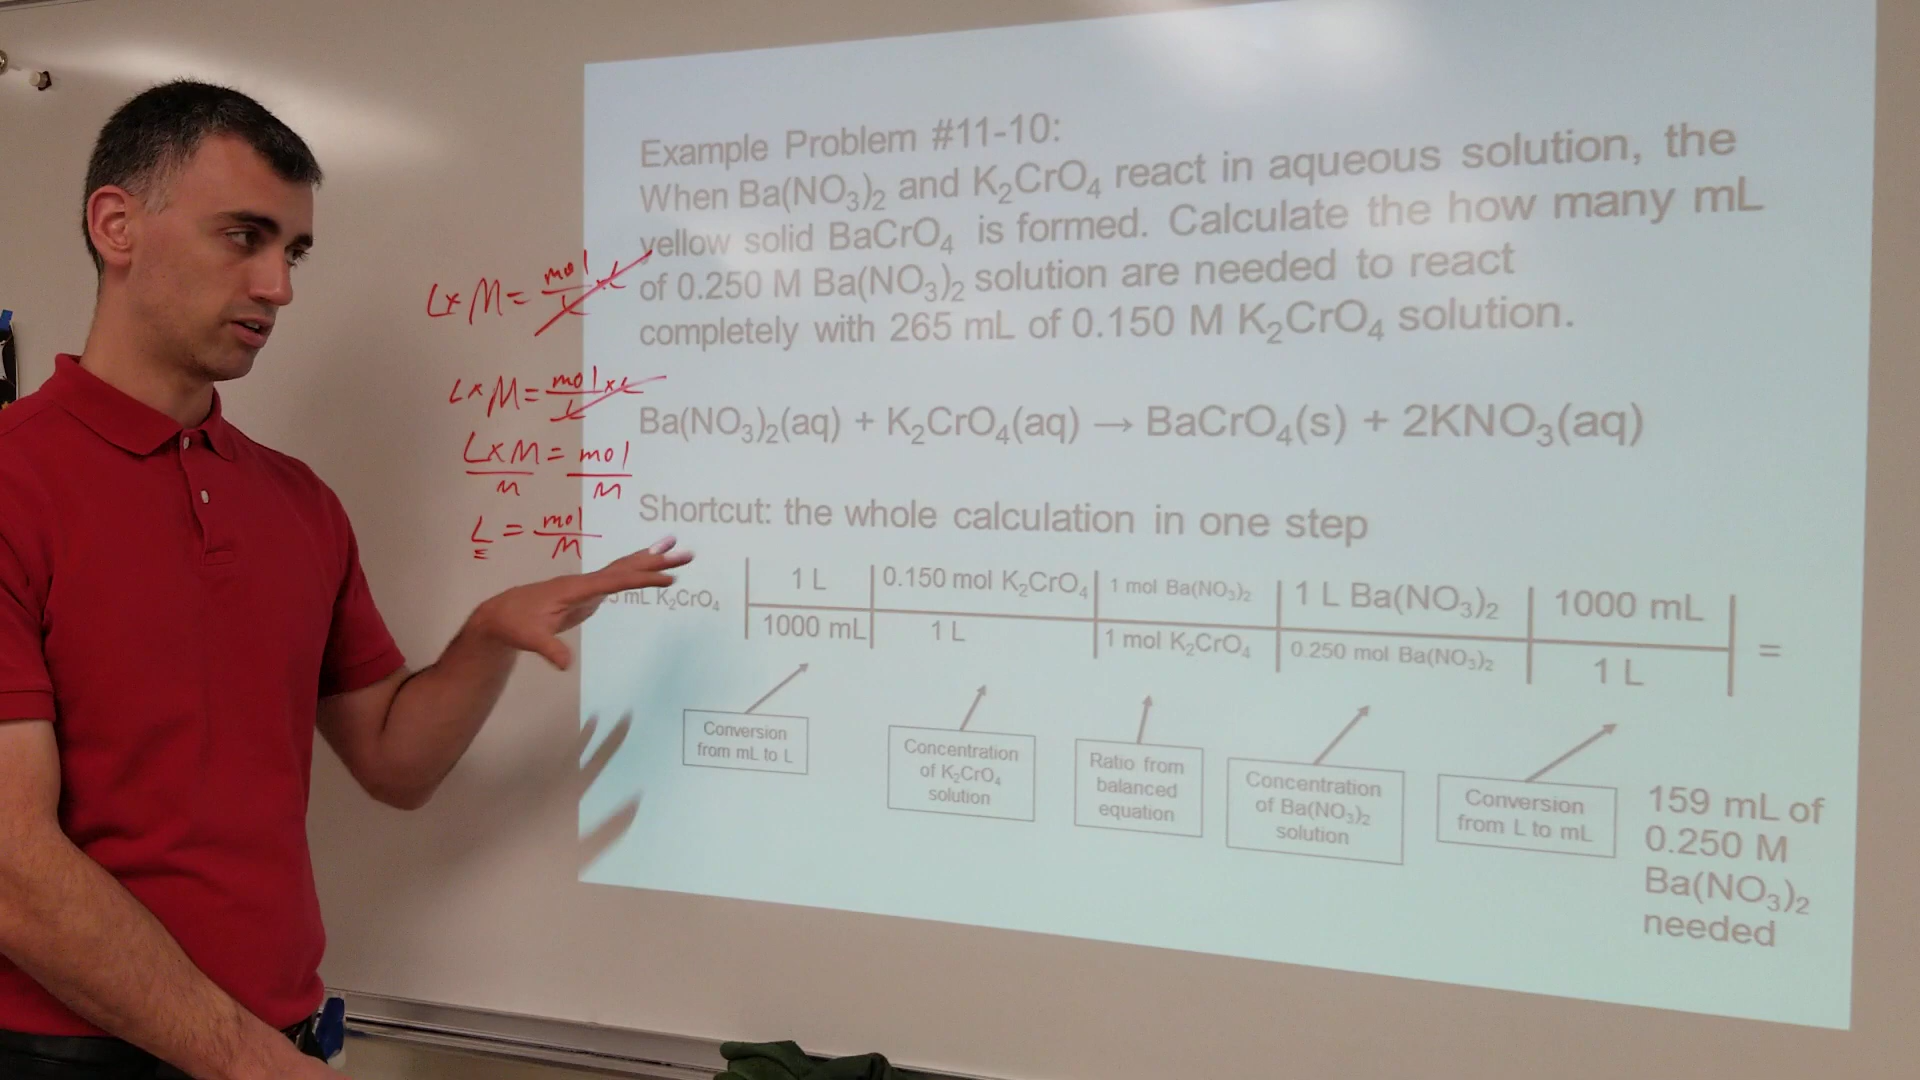 Example Problem #11-10:
When Ba(NO₃)₂ and K₂CrO₄ react in aqueous solution, the
yellow solid BaCrO₄ is formed. Calculate the how many mL
of 0.250 M Ba(NO₃)₂ solution are needed to react
completely with 265 mL of 0.150 M K₂CrO₄ solution.
L × M = mol/L × L
L × M = mol × L/L
L × M/M = mol/M
L = mol/M
Ba(NO₃)₂(aq) + K₂CrO₄(aq) → BaCrO₄(s) + 2KNO₃(aq)
Shortcut: the whole calculation in one step
mL K₂CrO₄ | 1 L | 0.150 mol K₂CrO₄ | 1 mol Ba(NO₃)₂ | 1 L Ba(NO₃)₂ | 1000 mL | =
1000 mL | 1 L | 1 mol K₂CrO₄ | 0.250 mol Ba(NO₃)₂ | 1 L
Conversion
from mL to L
Concentration
of K₂CrO₄
solution
Ratio from
balanced
equation
Concentration
of Ba(NO₃)₂
solution
Conversion
from L to mL
159 mL of
0.250 M
Ba(NO₃)₂
needed